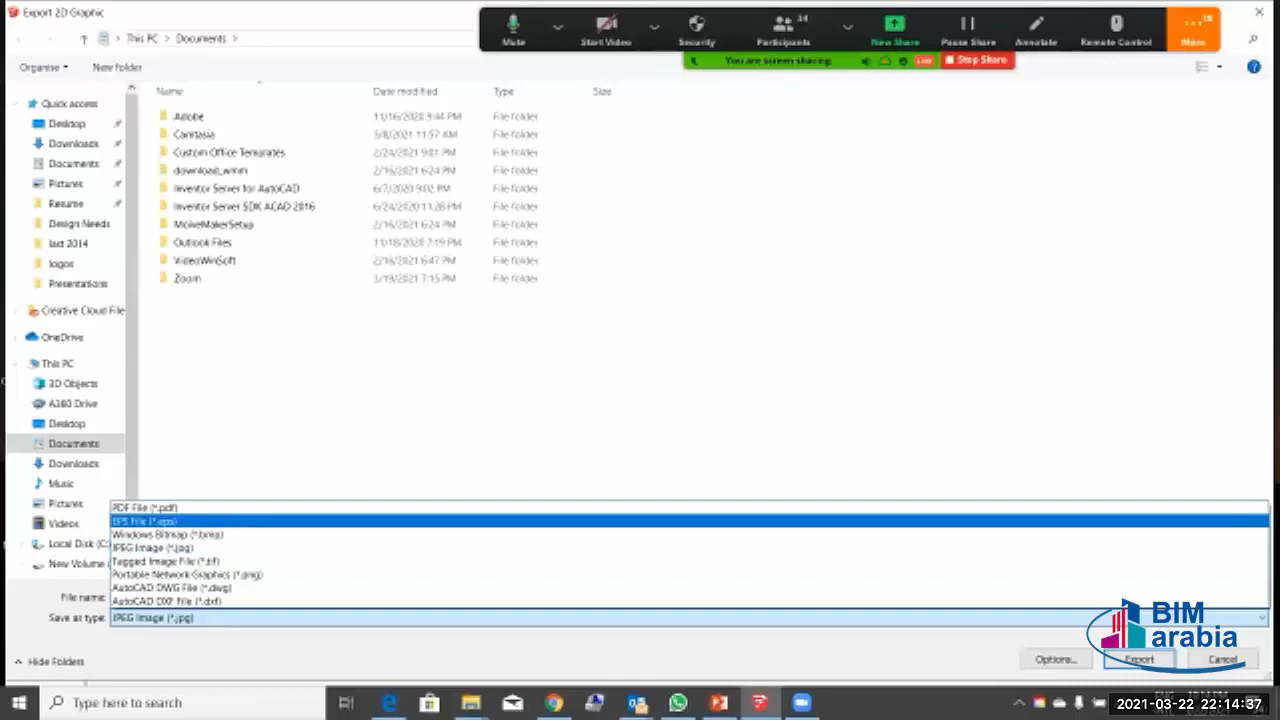 Export 2D Graphic
This PC > Documents >
Organise
New folder
Mute
Start Video
Security
Participants
14
New Share
Pause Share
Annotate
Remote Control
More
You are screen sharing
Stop Share
Name
Date modified
Type
Size
Quick access
Desktop
Downloads
Documents
Pictures
Resume
Design Needs
last 2014
logos
Presentations
Creative Cloud File
OneDrive
This PC
3D Objects
A360 Drive
Desktop
Documents
Downloads
Music
Pictures
Videos
Local Disk (C:
New Volume
Adobe 11/16/2020 9:44 PM File folder
Camtasia 3/8/2021 11:57 AM File folder
Custom Office Templates 2/24/2021 9:01 PM File folder
download_wmm 2/16/2021 6:24 PM File folder
Inventor Server for AutoCAD 6/7/2020 9:02 PM File folder
Inventor Server SDK ACAD 2016 6/24/2020 11:28 PM File folder
MoiveMakerSetup 2/16/2021 6:24 PM File folder
Outlook Files 11/18/2020 7:19 PM File folder
VideoWinSoft 2/16/2021 6:47 PM File folder
Zoom 3/19/2021 7:15 PM File folder
PDF File (*.pdf)
EPS File (*.eps)
Windows Bitmap (*.bmp)
JPEG Image (*.jpg)
Tagged Image File (*.tif)
Portable Network Graphics (*.png)
AutoCAD DWG File (*.dwg)
AutoCAD DXF File (*.dxf)
File name:
Save as type: JPEG Image (*.jpg)
Hide Folders
Options...
Export
Cancel
BIM
arabia
Type here to search
2021-03-22 22:14:37